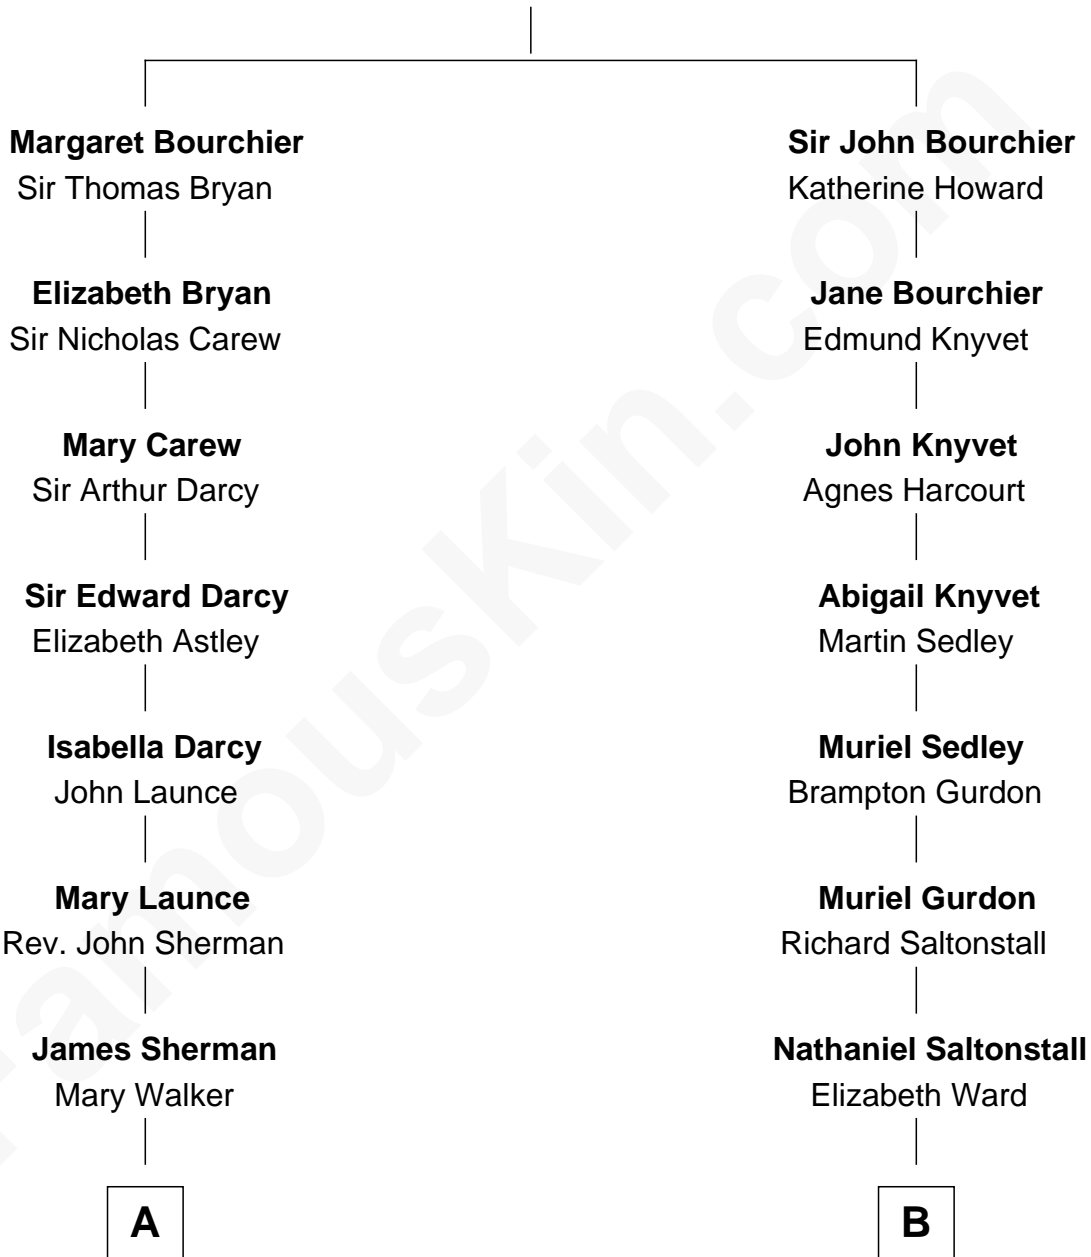 Margaret Bourchier
Sir Thomas Bryan
Elizabeth Bryan
Sir Nicholas Carew
Mary Carew
Sir Arthur Darcy
Sir Edward Darcy
Elizabeth Astley
Isabella Darcy
John Launce
Mary Launce
Rev. John Sherman
James Sherman
Mary Walker
A
Sir John Bourchier
Katherine Howard
Jane Bourchier
Edmund Knyvet
John Knyvet
Agnes Harcourt
Abigail Knyvet
Martin Sedley
Muriel Sedley
Brampton Gurdon
Muriel Gurdon
Richard Saltonstall
Nathaniel Saltonstall
Elizabeth Ward
B
FamousKin.com